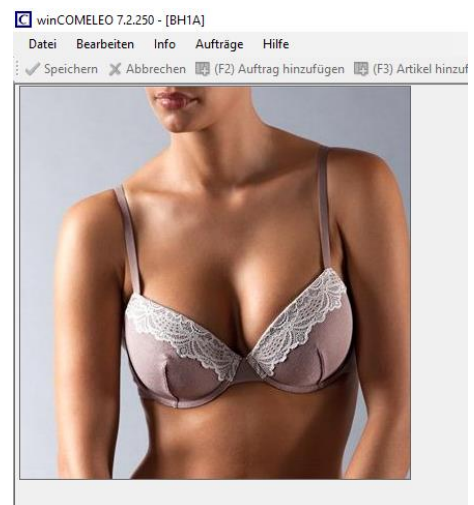 winCOMELEO 7.2.250 - [BH1A]
Datei Bearbeiten Info Aufträge Hilfe
Speichern Abbrechen (F2) Auftrag hinzufügen (F3) Artikel hinzuf